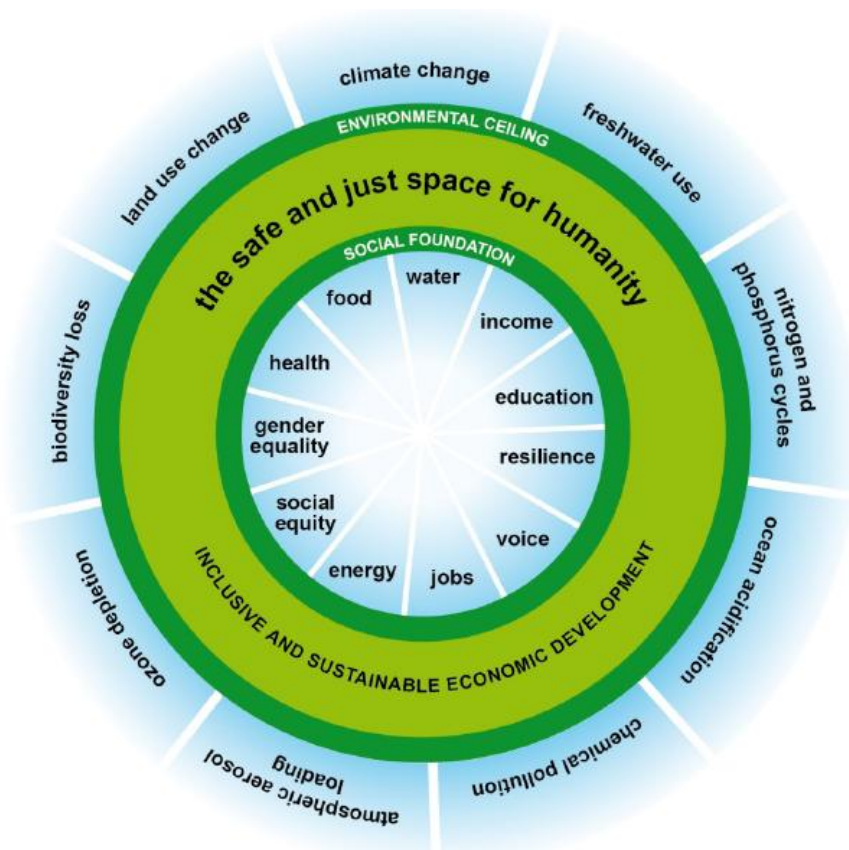 climate change
freshwater use
nitrogen and
phosphorus cycles
ocean acidification
chemical pollution
atmospheric aerosol
loading
ozone depletion
biodiversity loss
land use change
ENVIRONMENTAL CEILING
the safe and just space for humanity
SOCIAL FOUNDATION
water
income
education
resilience
voice
jobs
energy
social
equity
gender
equality
health
food
INCLUSIVE AND SUSTAINABLE ECONOMIC DEVELOPMENT